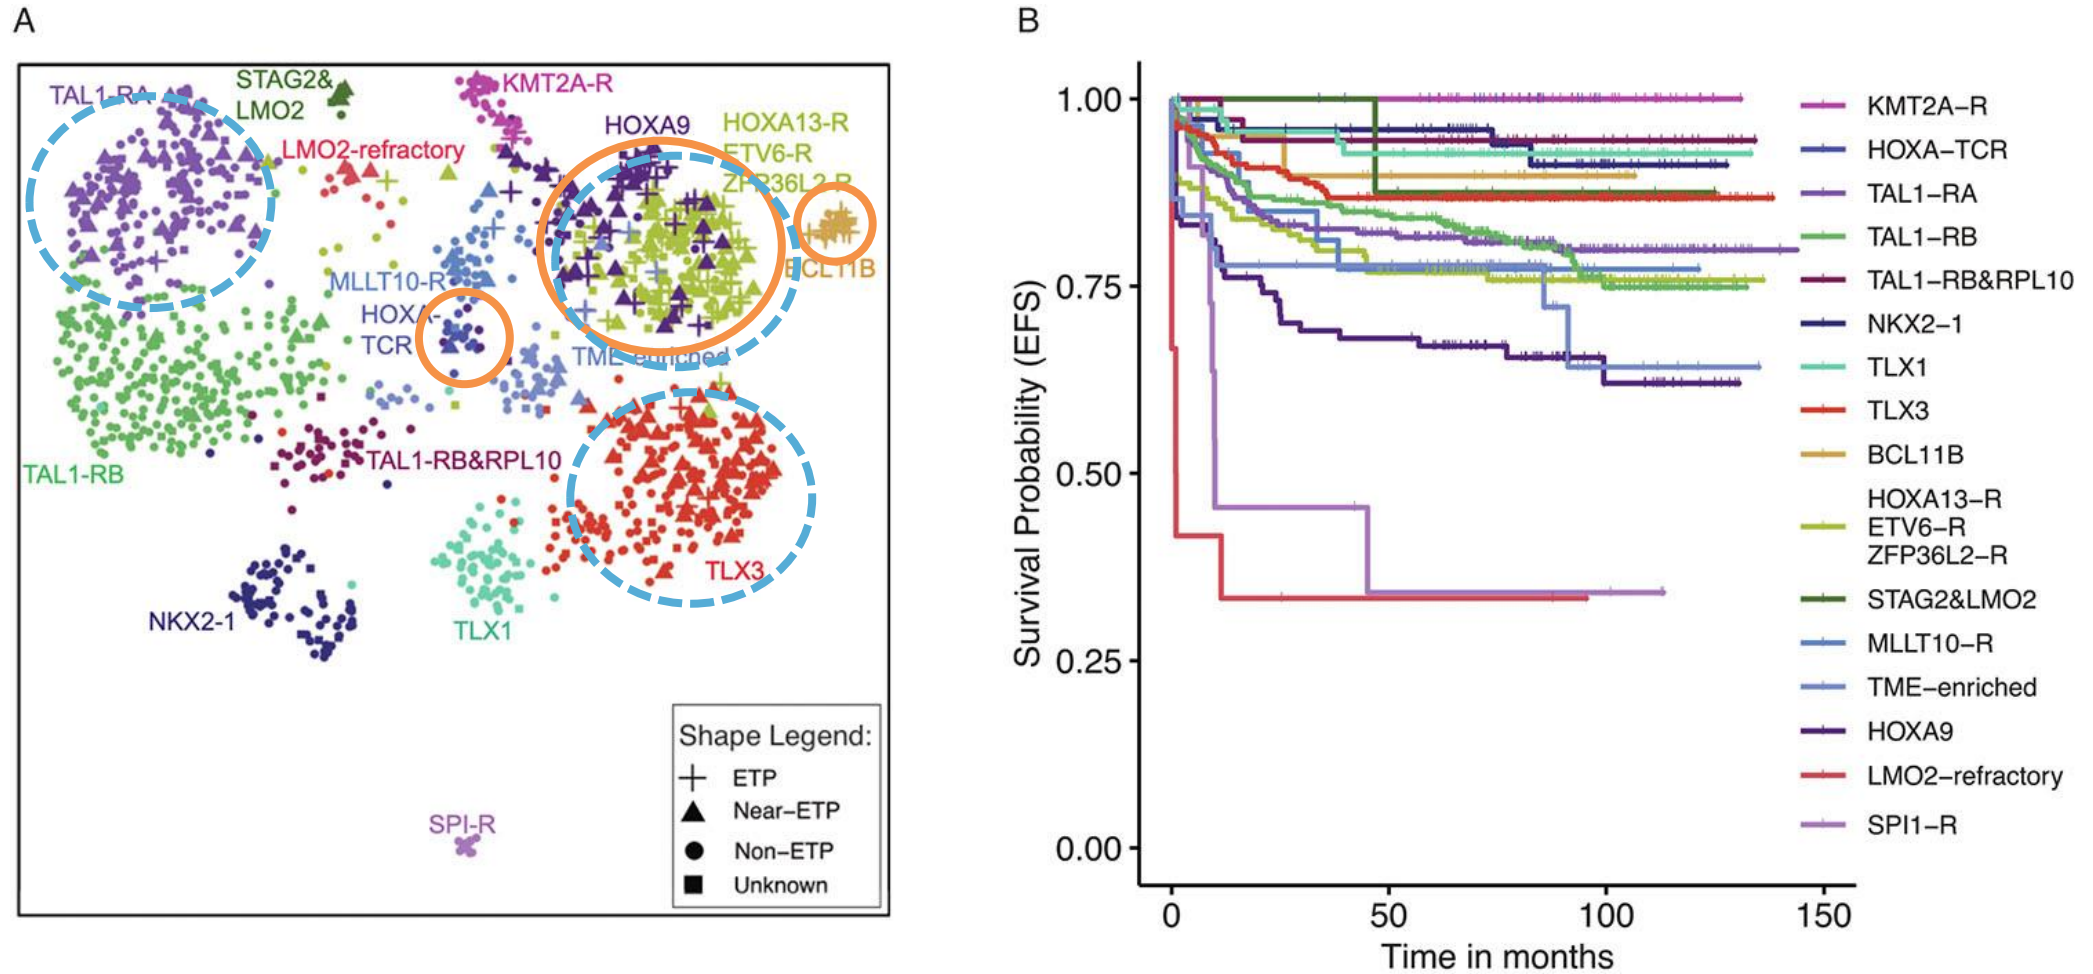 A
TAL1-RA
STAG2&
LMO2
KMT2A-R
LMO2-refractory
HOXA9
HOXA13-R
ETV6-R
ZFP36L2-R
BCL11B
MLLT10-R
HOXA-
TCR
TME-enriched
TAL1-RB
TAL1-RB&RPL10
TLX3
NKX2-1
TLX1
SPI-R
Shape Legend:
ETP
Near-ETP
Non-ETP
Unknown
B
Survival Probability (EFS)
1.00
0.75
0.50
0.25
0.00
0
50
100
150
Time in months
KMT2A-R
HOXA-TCR
TAL1-RA
TAL1-RB
TAL1-RB&RPL10
NKX2-1
TLX1
TLX3
BCL11B
HOXA13-R
ETV6-R
ZFP36L2-R
STAG2&LMO2
MLLT10-R
TME-enriched
HOXA9
LMO2-refractory
SPI1-R